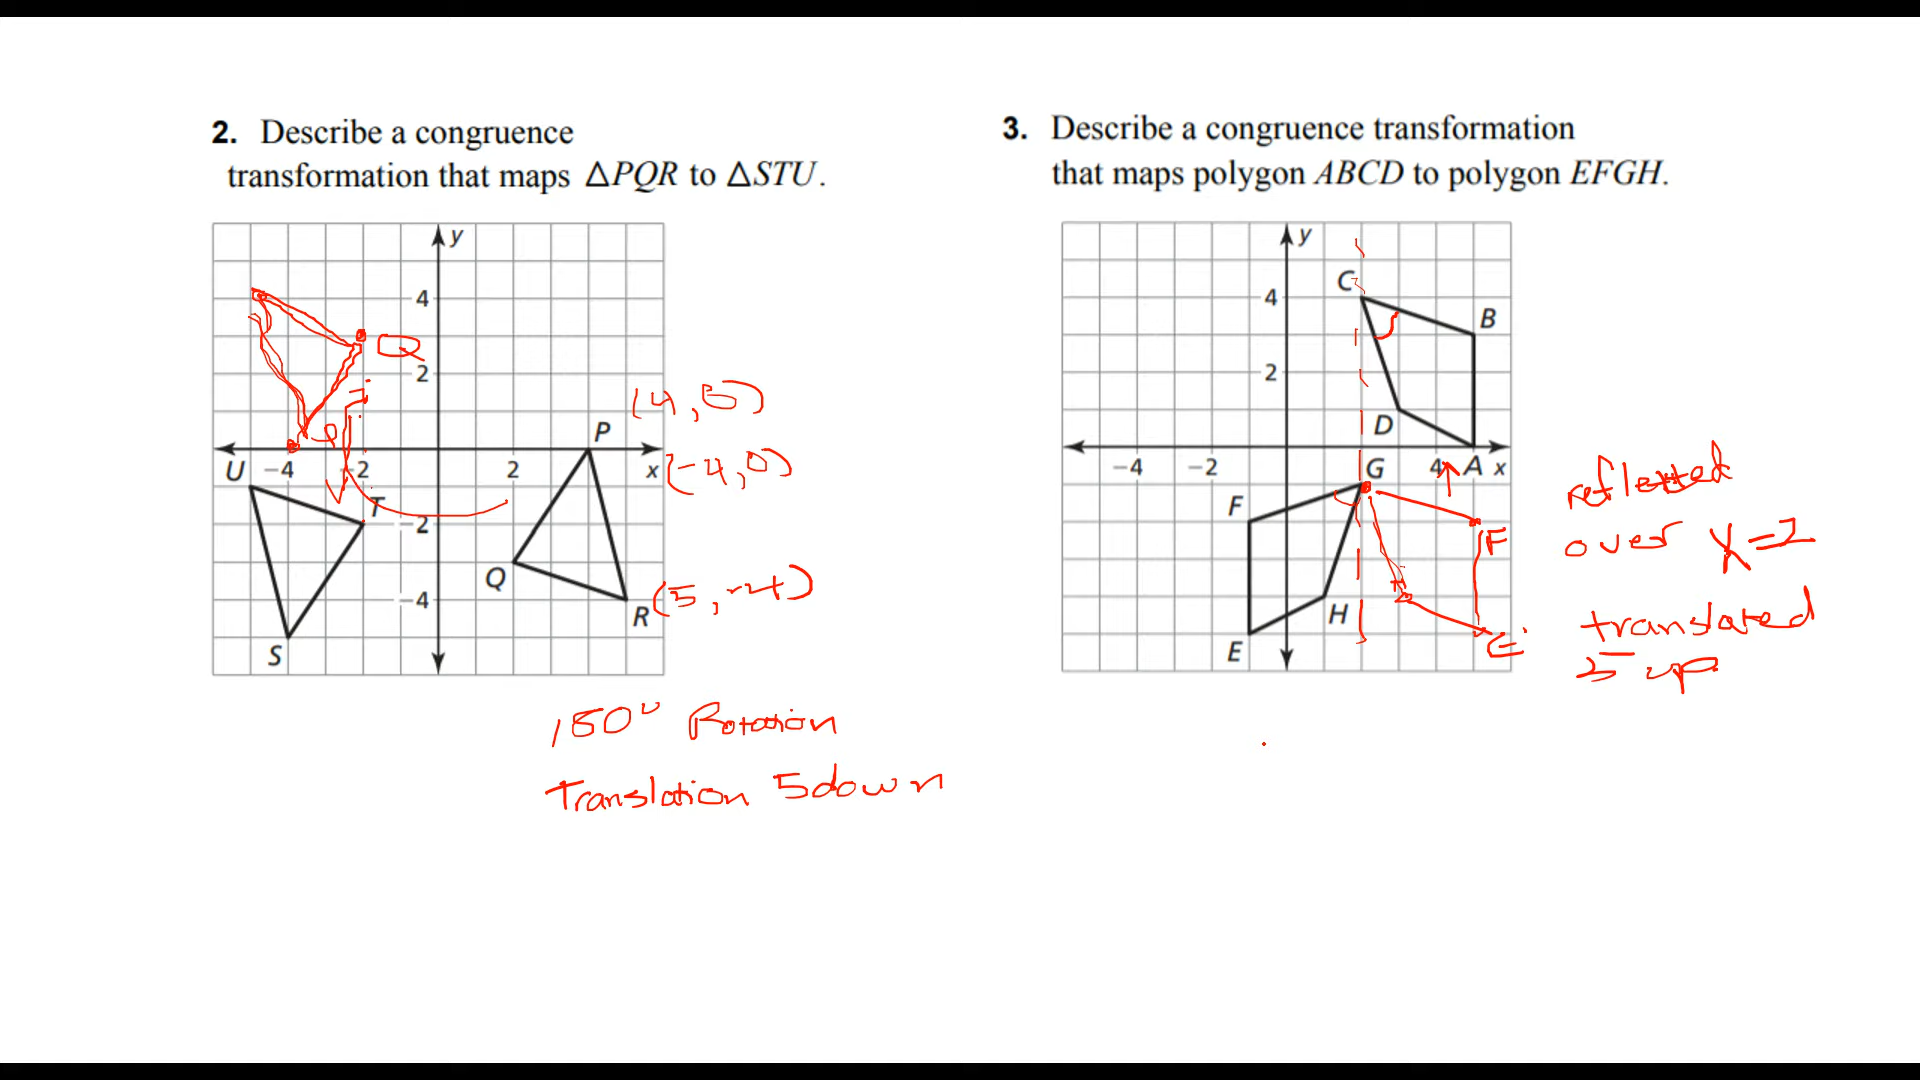 2. Describe a congruence
transformation that maps △PQR to △STU.
y
4
2
Q
P
U -4 -2 2 x
T
-2
Q
-4
R
S
P
(4,0)
(-4,0)
(5,-4)
180° Rotation
Translation 5 down
3. Describe a congruence transformation
that maps polygon ABCD to polygon EFGH.
y
C
4
B
2
D
-4 -2 G 4 A x
F
F
H
H
E
E'
reflected
over x=2
translated
5 up